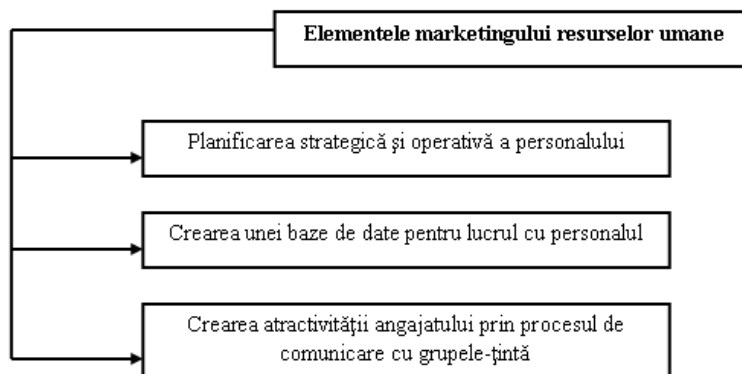 Elementele marketingului resurselor umane
Planificarea strategică şi operativă a personalului
Crearea unei baze de date pentru lucrul cu personalul
Crearea atractivităţii angajatului prin procesul de
comunicare cu grupele-ţintă